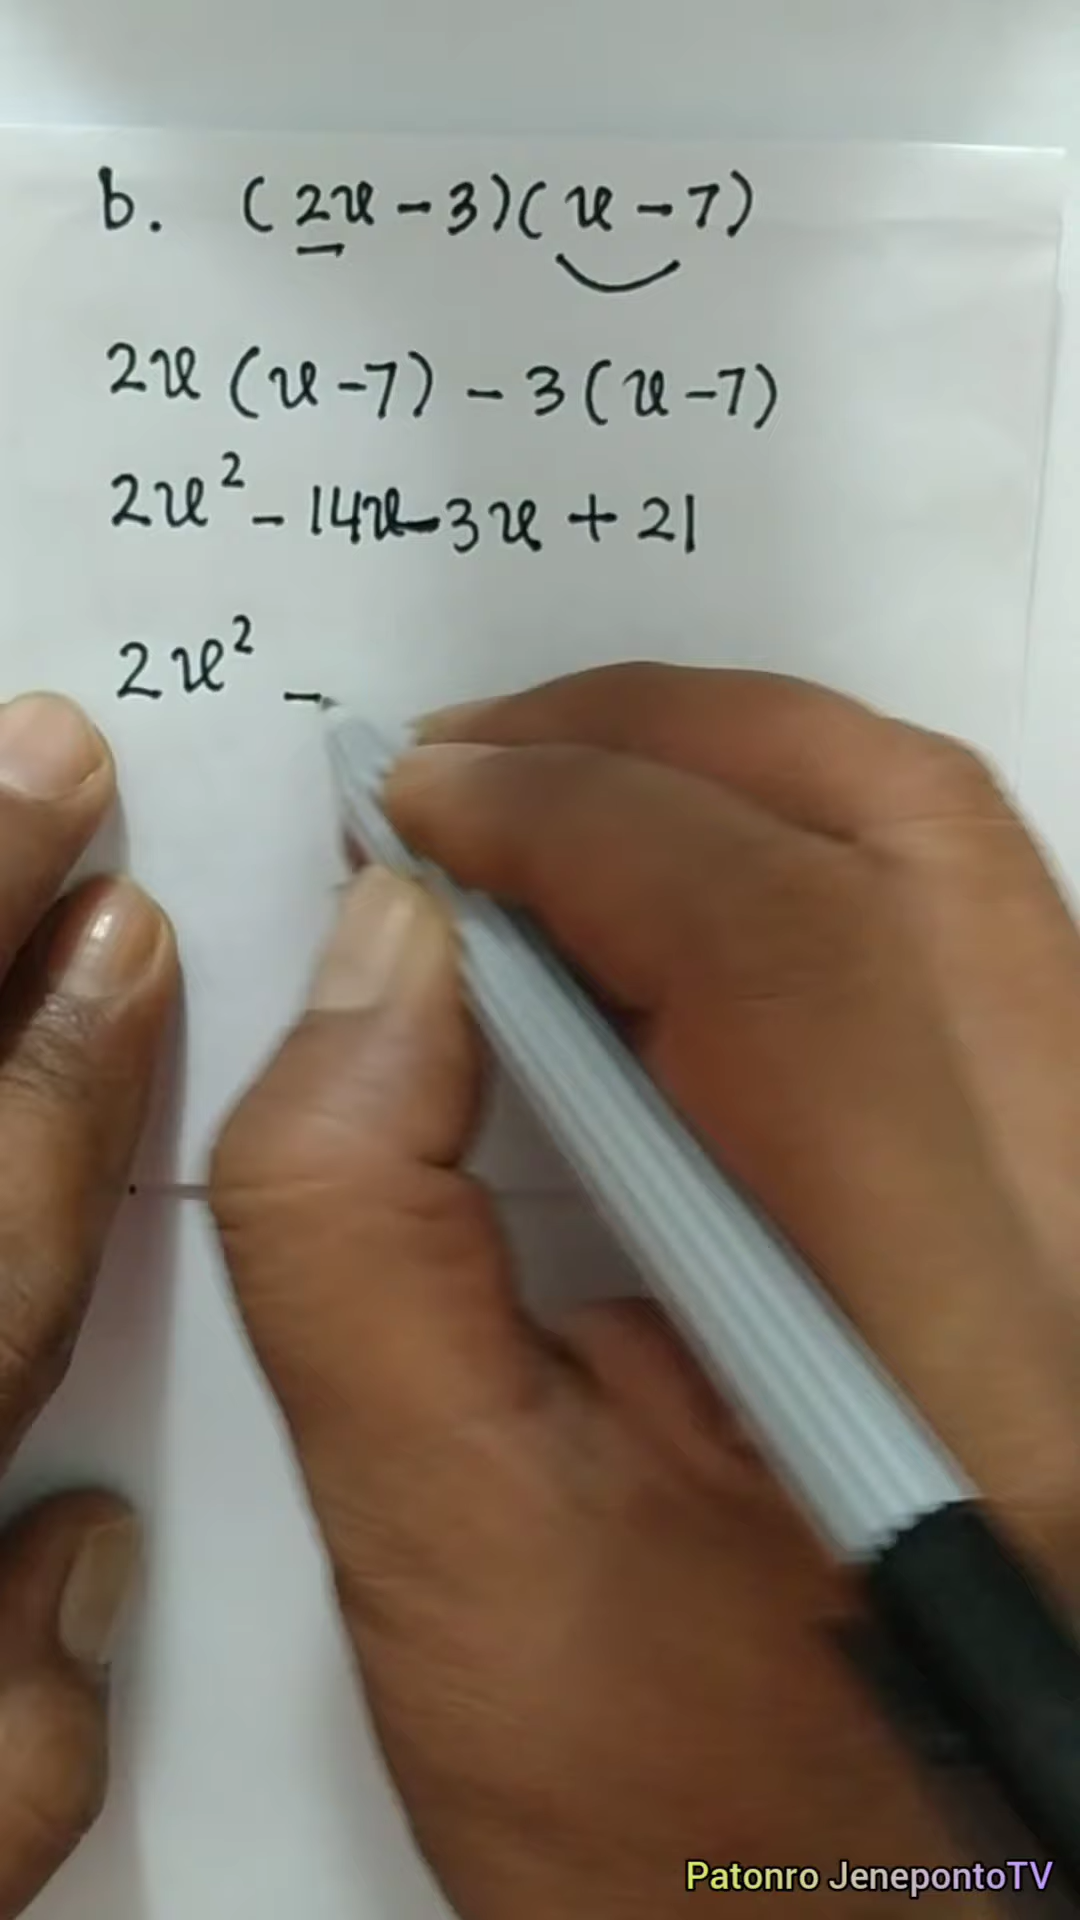 b. (2x - 3)(x - 7)
2x (x - 7) - 3 (x - 7)
2x² - 14x - 3x + 21
2x² -
Patonro JenepontoTV